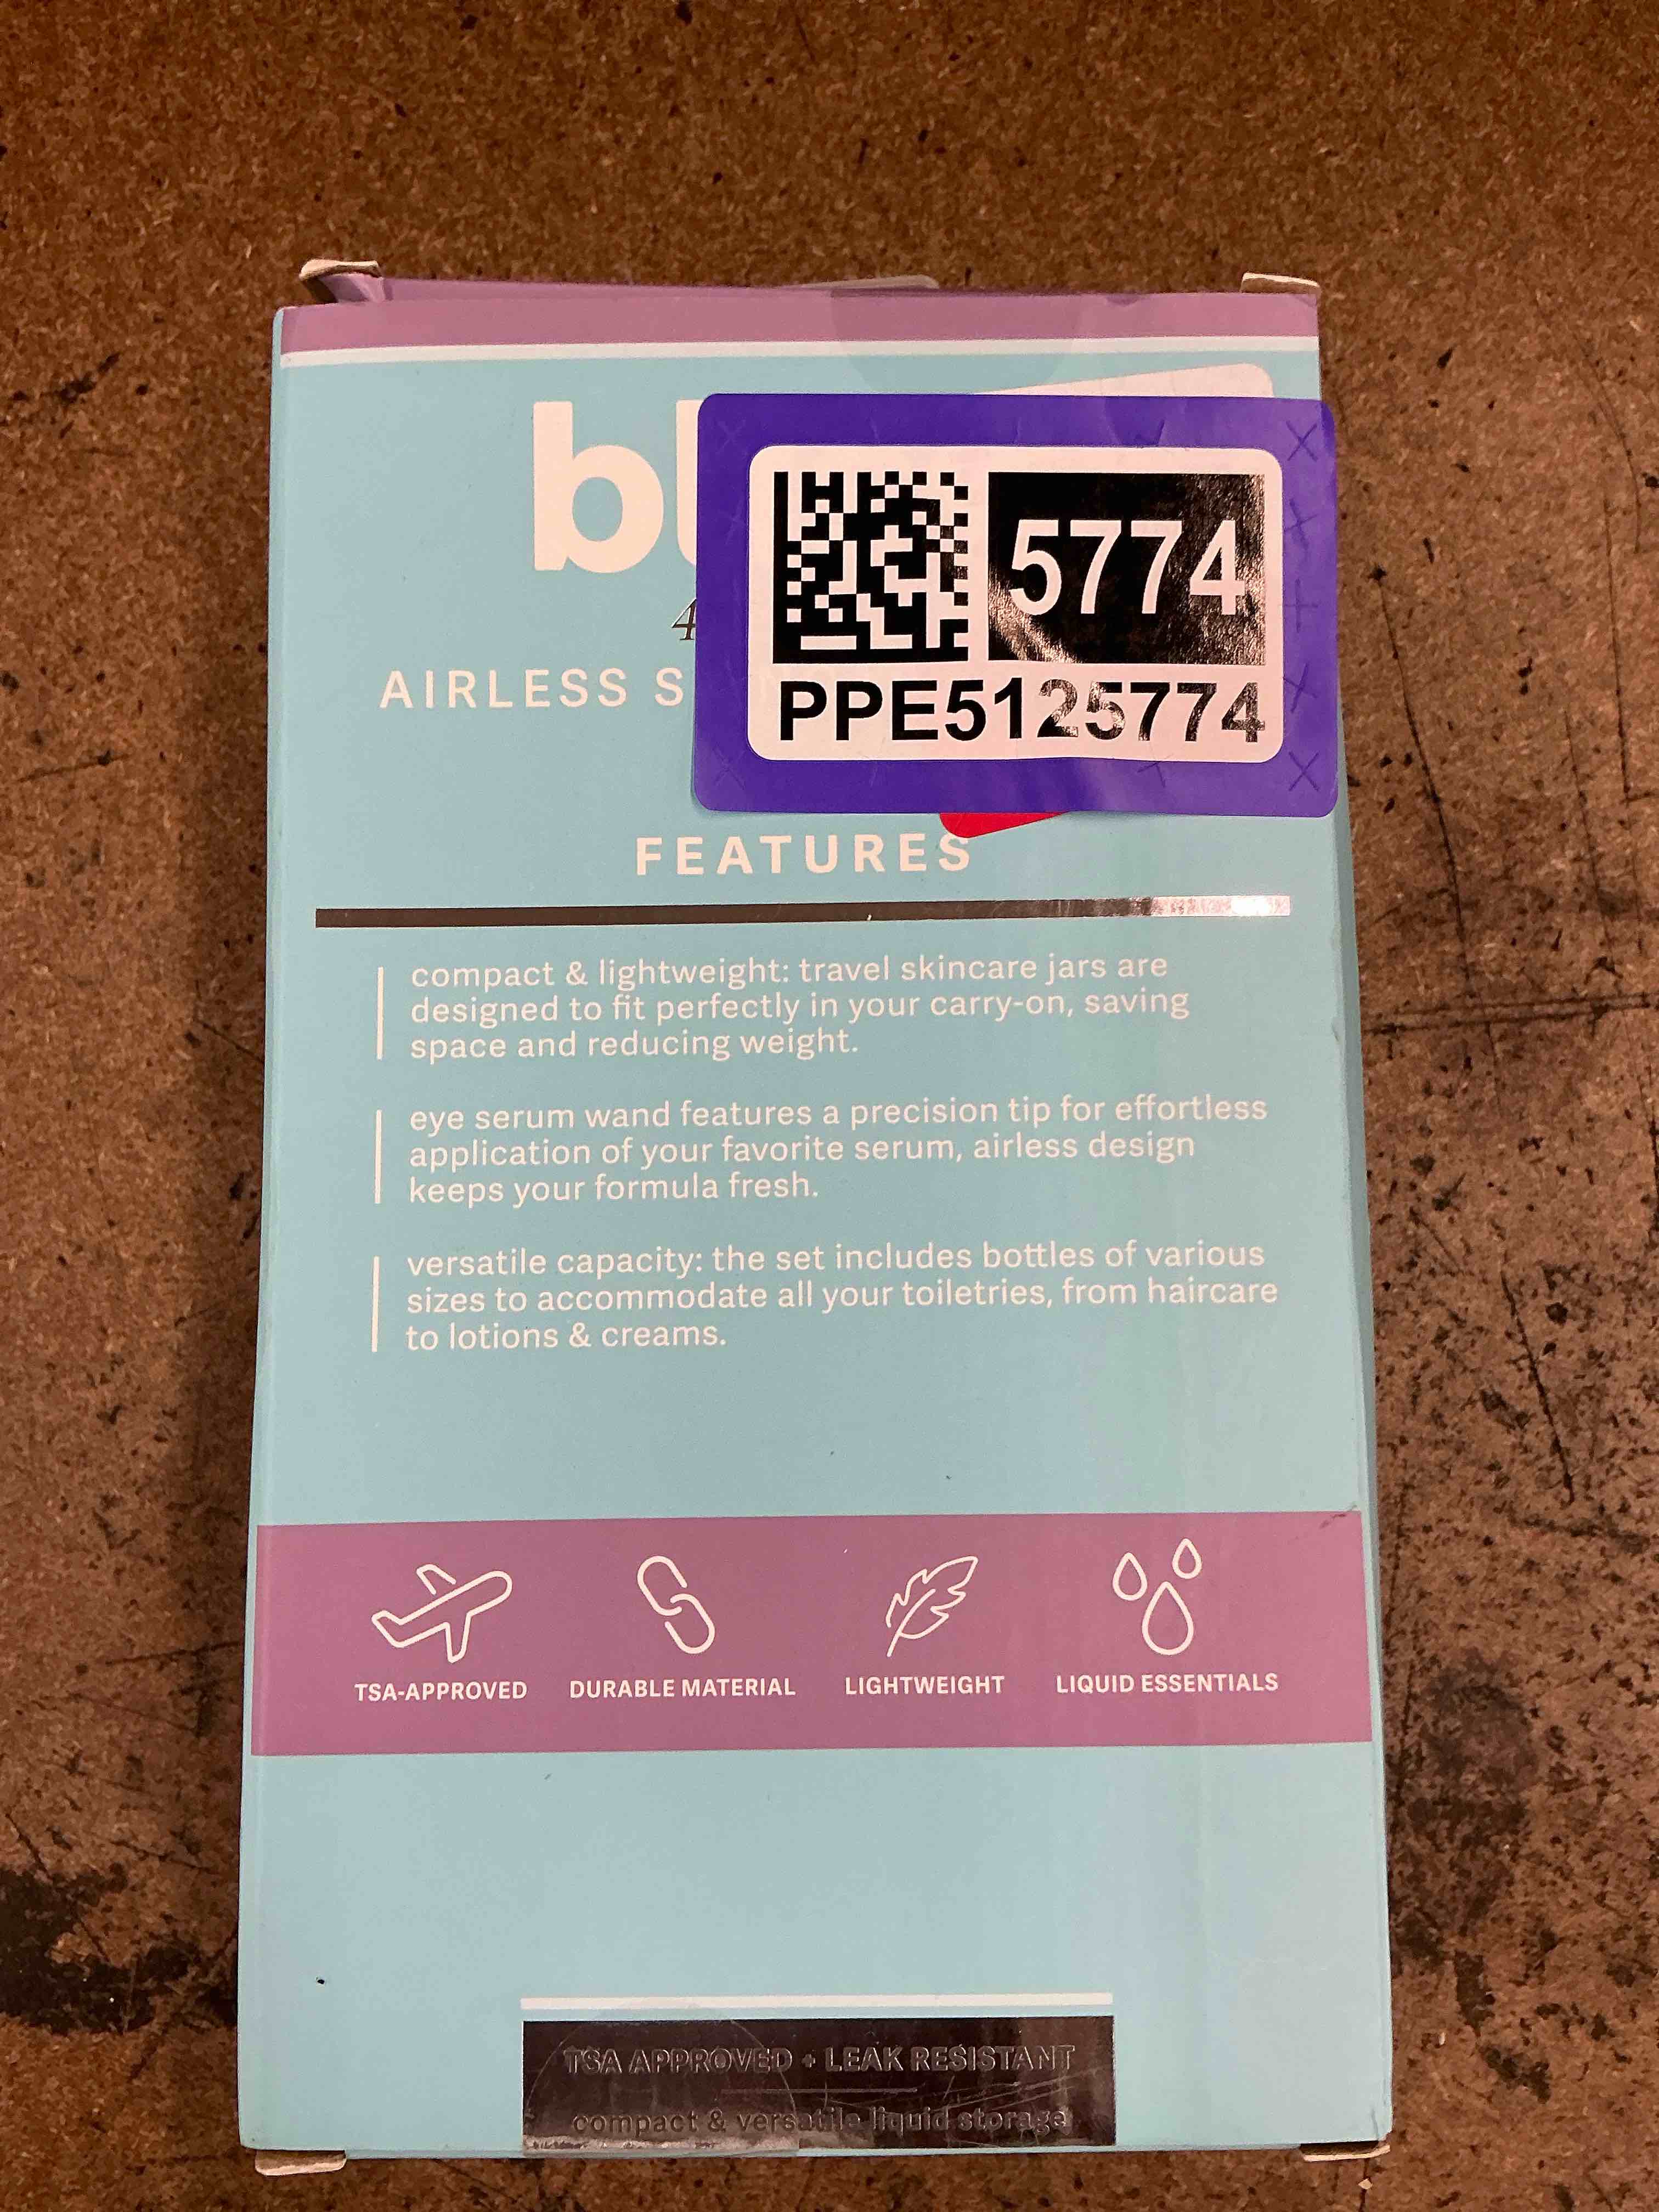 5774
PPE5125774
AIRLESS
FEATURES
compact & lightweight: travel skincare jars are
designed to fit perfectly in your carry-on, saving
space and reducing weight.
eye serum wand features a precision tip for effortless
application of your favorite serum, airless design
keeps your formula fresh.
versatile capacity: the set includes bottles of various
sizes to accommodate all your toiletries, from haircare
to lotions & creams.
TSA-APPROVED DURABLE MATERIAL LIGHTWEIGHT LIQUID ESSENTIALS
TSA APPROVED + LEAK RESISTANT
compact & versatile liquid storage